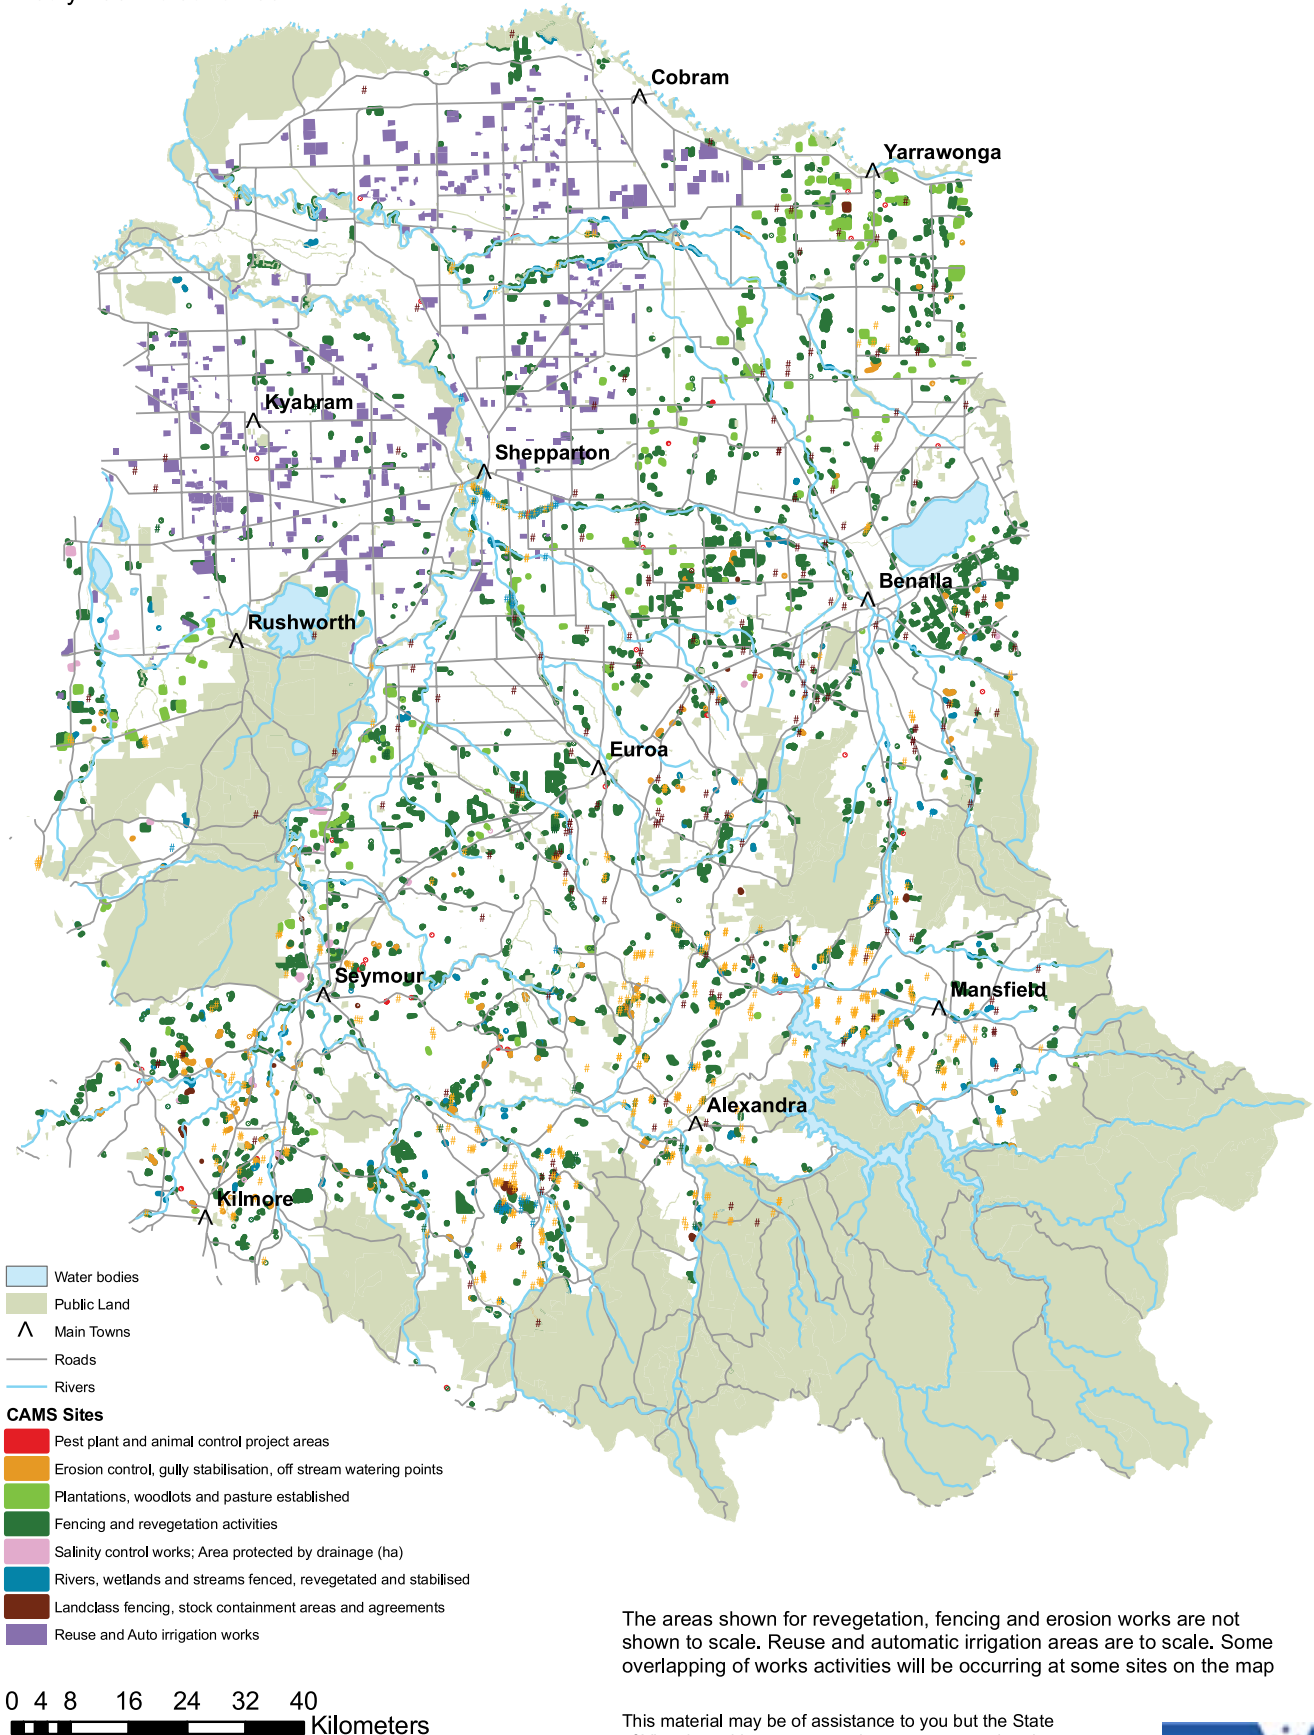 Cobram
Yarrawonga
Kyabram
Shepparton
Benalla
Rushworth
Euroa
Seymour
Mansfield
Alexandra
Kilmore
Water bodies
Public Land
Main Towns
Roads
Rivers
CAMS Sites
Pest plant and animal control project areas
Erosion control, gully stabilisation, off stream watering points
Plantations, woodlots and pasture established
Fencing and revegetation activities
Salinity control works; Area protected by drainage (ha)
Rivers, wetlands and streams fenced, revegetated and stabilised
Landclass fencing, stock containment areas and agreements
Reuse and Auto irrigation works
0 4 8 16 24 32 40
Kilometers
The areas shown for revegetation, fencing and erosion works are not
shown to scale. Reuse and automatic irrigation areas are to scale. Some
overlapping of works activities will be occurring at some sites on the map
This material may be of assistance to you but the State